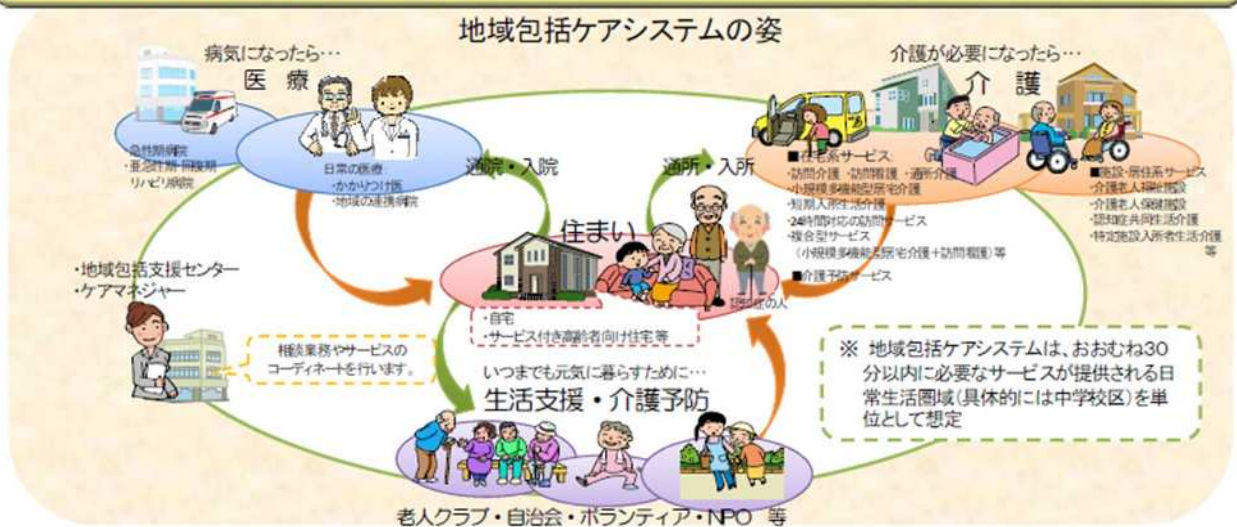 地域包括ケアシステムの姿
病気になったら…
医 療
介護が必要になったら…
介 護
・急性期病院
・亜急性期・回復期
リハビリ病院
日常の医療:
・かかりつけ医
・地域の連携病院
通院・入院
通所・入所
■在宅系サービス:
・訪問介護 ・訪問看護 ・通所介護
・小規模多機能型居宅介護
・短期入所生活介護
・24時間対応の訪問サービス
・複合型サービス
(小規模多機能型居宅介護+訪問看護)等
■介護予防サービス
■施設・居住系サービス
・介護老人福祉施設
・介護老人保健施設
・認知症共同生活介護
・特定施設入所者生活介護
等
住まい
認知症の人
・自宅
・サービス付き高齢者向け住宅 等
・地域包括支援センター
・ケアマネジャー
相談業務やサービスの
コーディネートを行います。
いつまでも元気に暮らすために…
生活支援・介護予防
老人クラブ・自治会・ボランティア・NPO 等
※ 地域包括ケアシステムは、おおむね30
分以内に必要なサービスが提供される日
常生活圏域(具体的には中学校区)を単
位として想定